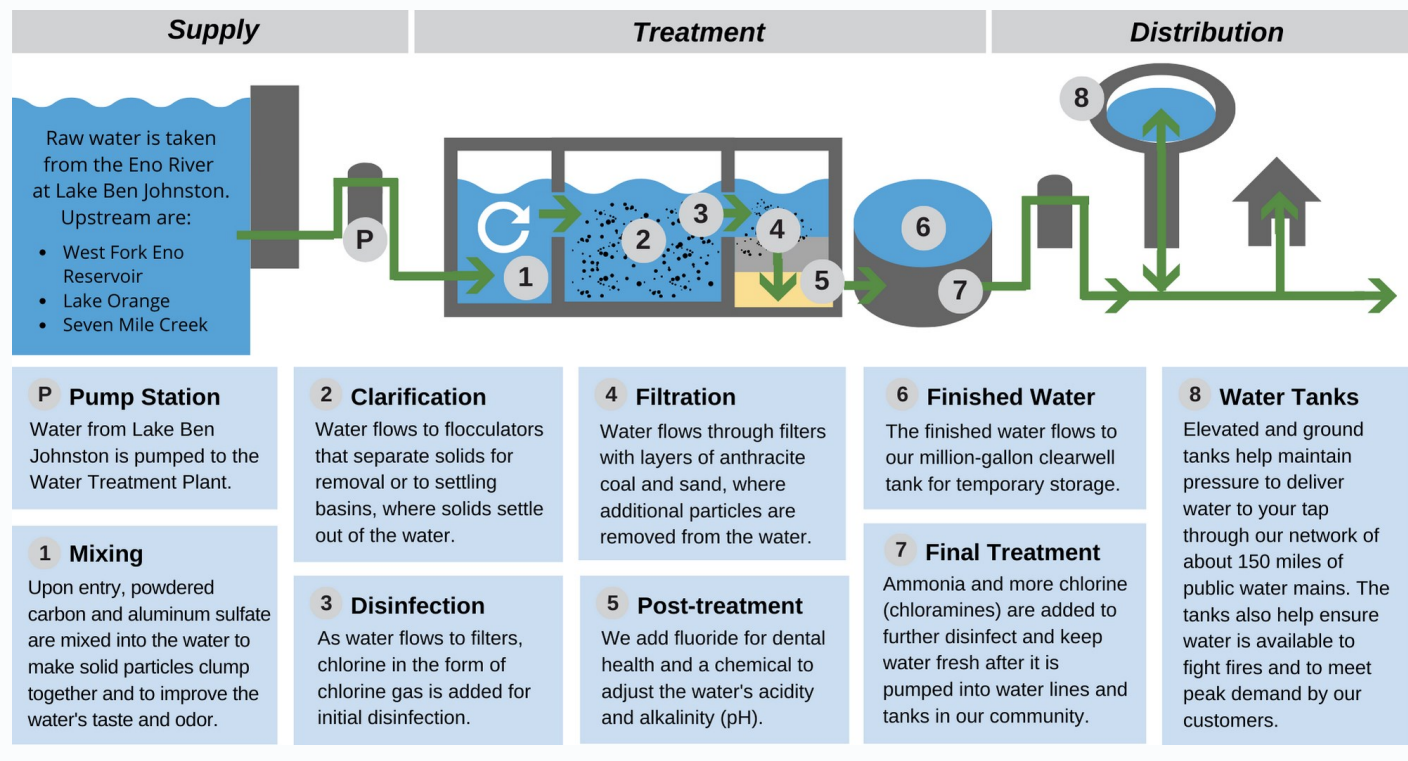 Supply
Treatment
Distribution
Raw water is taken
from the Eno River
at Lake Ben Johnston.
Upstream are:
• West Fork Eno
Reservoir
• Lake Orange
• Seven Mile Creek
P
1
2
3
4
5
6
7
8
P Pump Station
Water from Lake Ben
Johnston is pumped to the
Water Treatment Plant.
1 Mixing
Upon entry, powdered
carbon and aluminum sulfate
are mixed into the water to
make solid particles clump
together and to improve the
water's taste and odor.
2 Clarification
Water flows to flocculators
that separate solids for
removal or to settling
basins, where solids settle
out of the water.
3 Disinfection
As water flows to filters,
chlorine in the form of
chlorine gas is added for
initial disinfection.
4 Filtration
Water flows through filters
with layers of anthracite
coal and sand, where
additional particles are
removed from the water.
5 Post-treatment
We add fluoride for dental
health and a chemical to
adjust the water's acidity
and alkalinity (pH).
6 Finished Water
The finished water flows to
our million-gallon clearwell
tank for temporary storage.
7 Final Treatment
Ammonia and more chlorine
(chloramines) are added to
further disinfect and keep
water fresh after it is
pumped into water lines and
tanks in our community.
8 Water Tanks
Elevated and ground
tanks help maintain
pressure to deliver
water to your tap
through our network of
about 150 miles of
public water mains. The
tanks also help ensure
water is available to
fight fires and to meet
peak demand by our
customers.